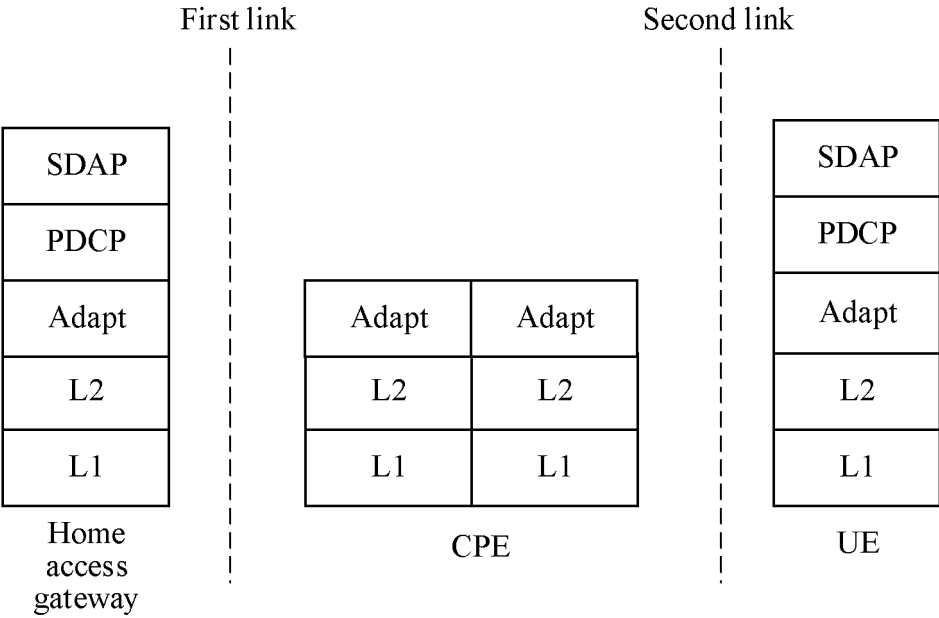 First link
Second link
SDAP
PDCP
Adapt
L2
L1
Home
access
gateway
Adapt Adapt
L2 L2
L1 L1
CPE
SDAP
PDCP
Adapt
L2
L1
UE